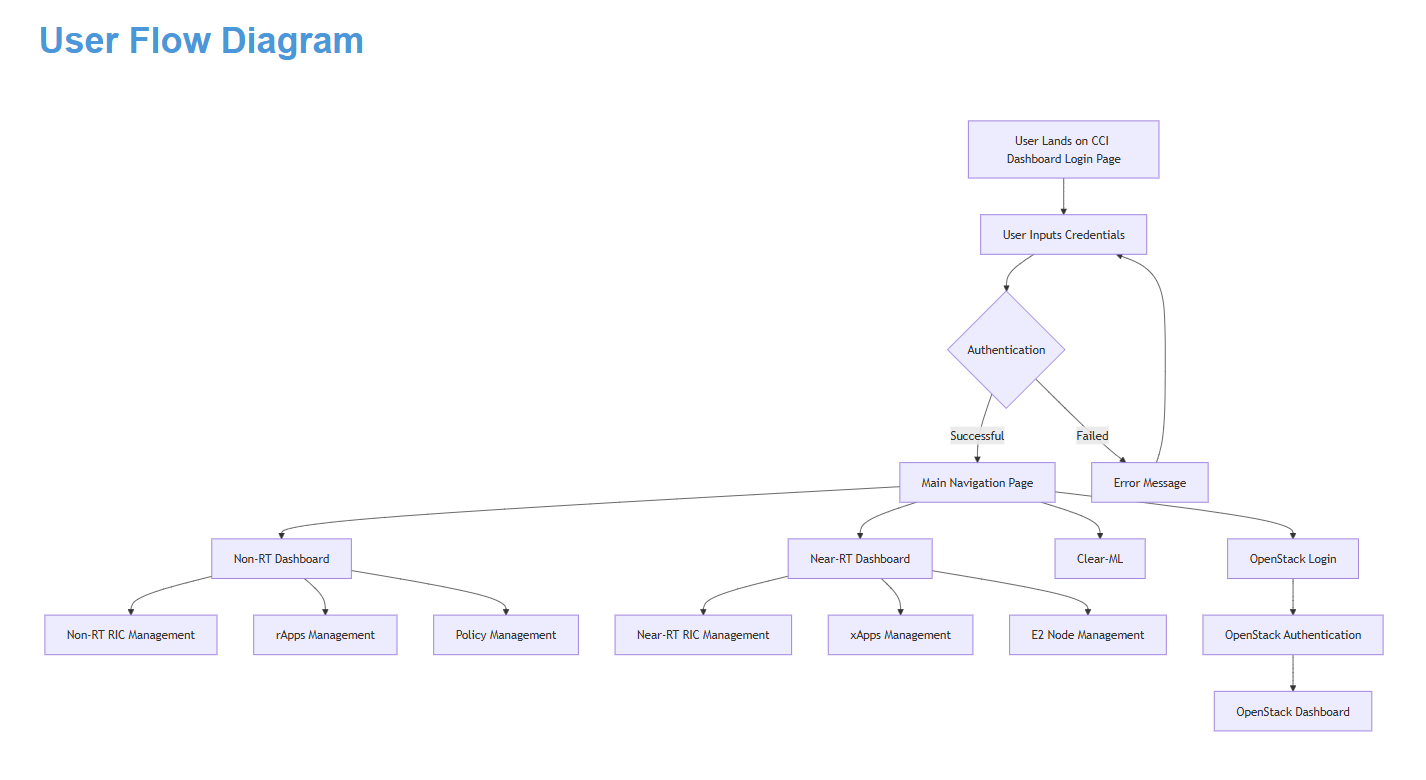 User Flow Diagram
User Lands on CCI
Dashboard Login Page
User Inputs Credentials
Authentication
Successful
Failed
Main Navigation Page
Error Message
Non-RT Dashboard
Near-RT Dashboard
Clear-ML
OpenStack Login
Non-RT RIC Management
rApps Management
Policy Management
Near-RT RIC Management
xApps Management
E2 Node Management
OpenStack Authentication
OpenStack Dashboard